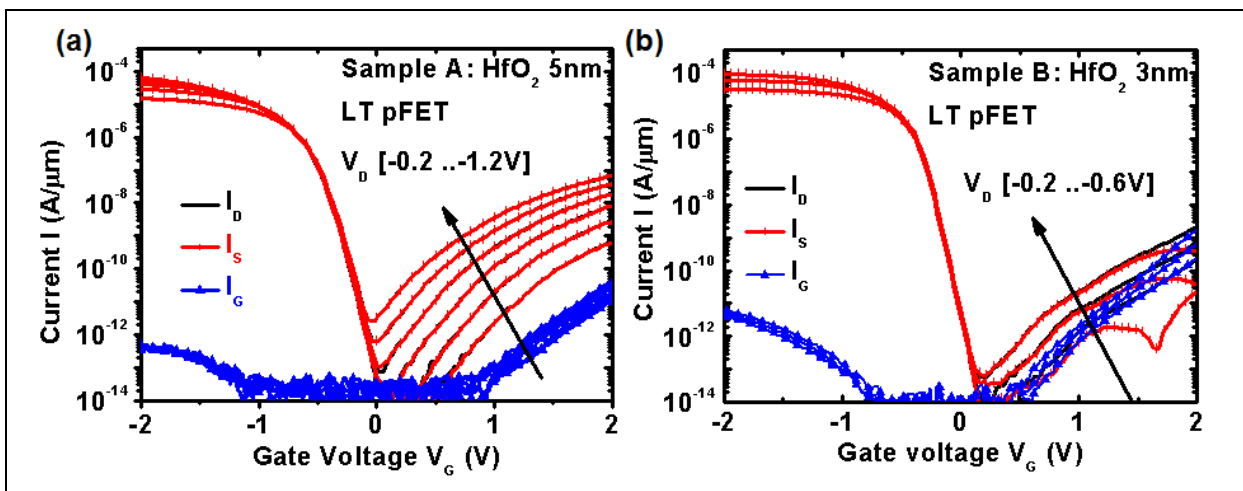 (a)
Sample A: HfO₂ 5nm
LT pFET
V_D [-0.2 ..-1.2V]
I_D
I_S
I_G
Current I (A/μm)
10⁻⁴
10⁻⁶
10⁻⁸
10⁻¹⁰
10⁻¹²
10⁻¹⁴
-2
-1
0
1
2
Gate Voltage V_G (V)
(b)
Sample B: HfO₂ 3nm
LT pFET
V_D [-0.2 ..-0.6V]
I_D
I_S
I_G
Current I (A/μm)
10⁻⁴
10⁻⁶
10⁻⁸
10⁻¹⁰
10⁻¹²
10⁻¹⁴
-2
-1
0
1
2
Gate voltage V_G (V)